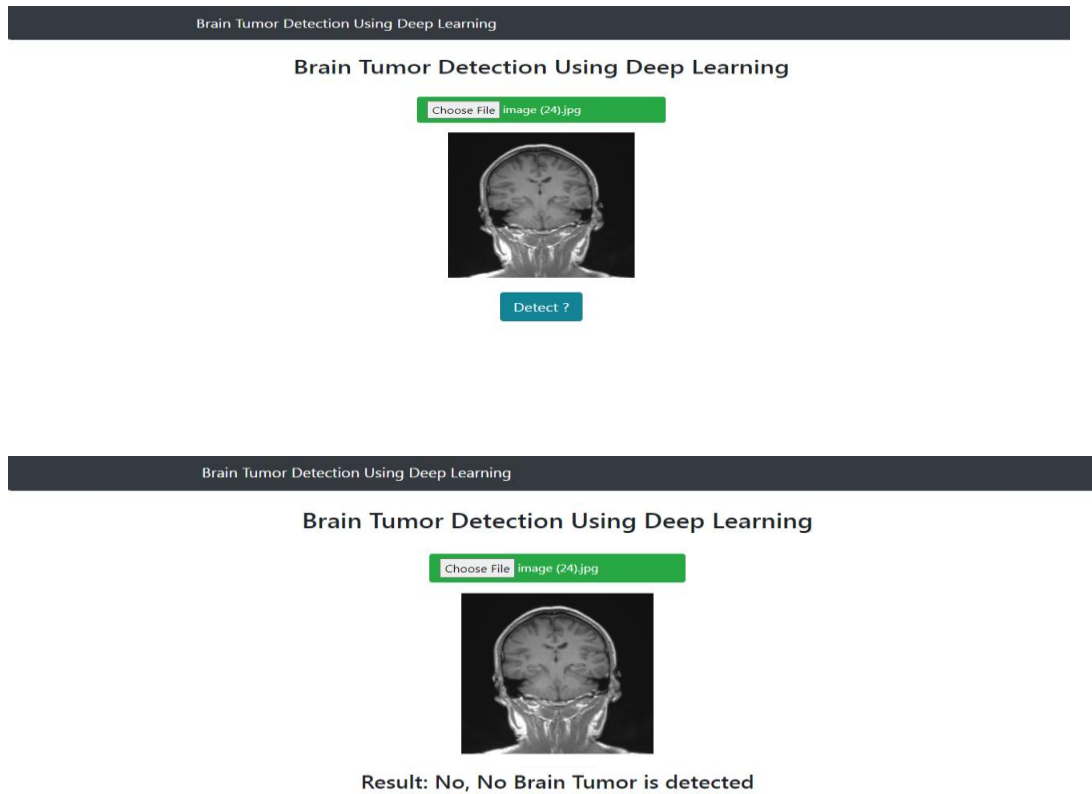 Brain Tumor Detection Using Deep Learning
Brain Tumor Detection Using Deep Learning
Choose File image (24).jpg
Detect ?
Brain Tumor Detection Using Deep Learning
Brain Tumor Detection Using Deep Learning
Choose File image (24).jpg
Result: No, No Brain Tumor is detected